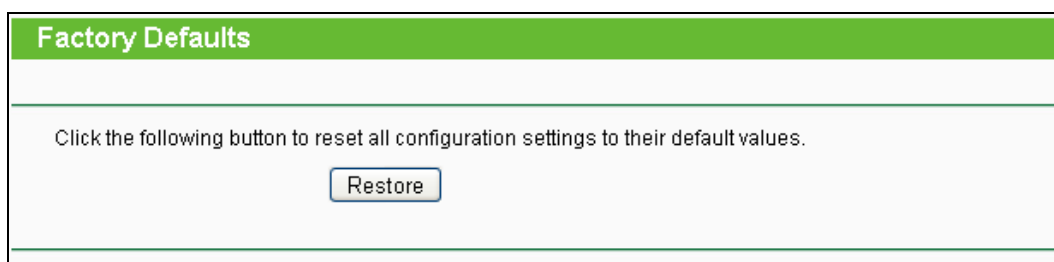 Factory Defaults
Click the following button to reset all configuration settings to their default values.
Restore